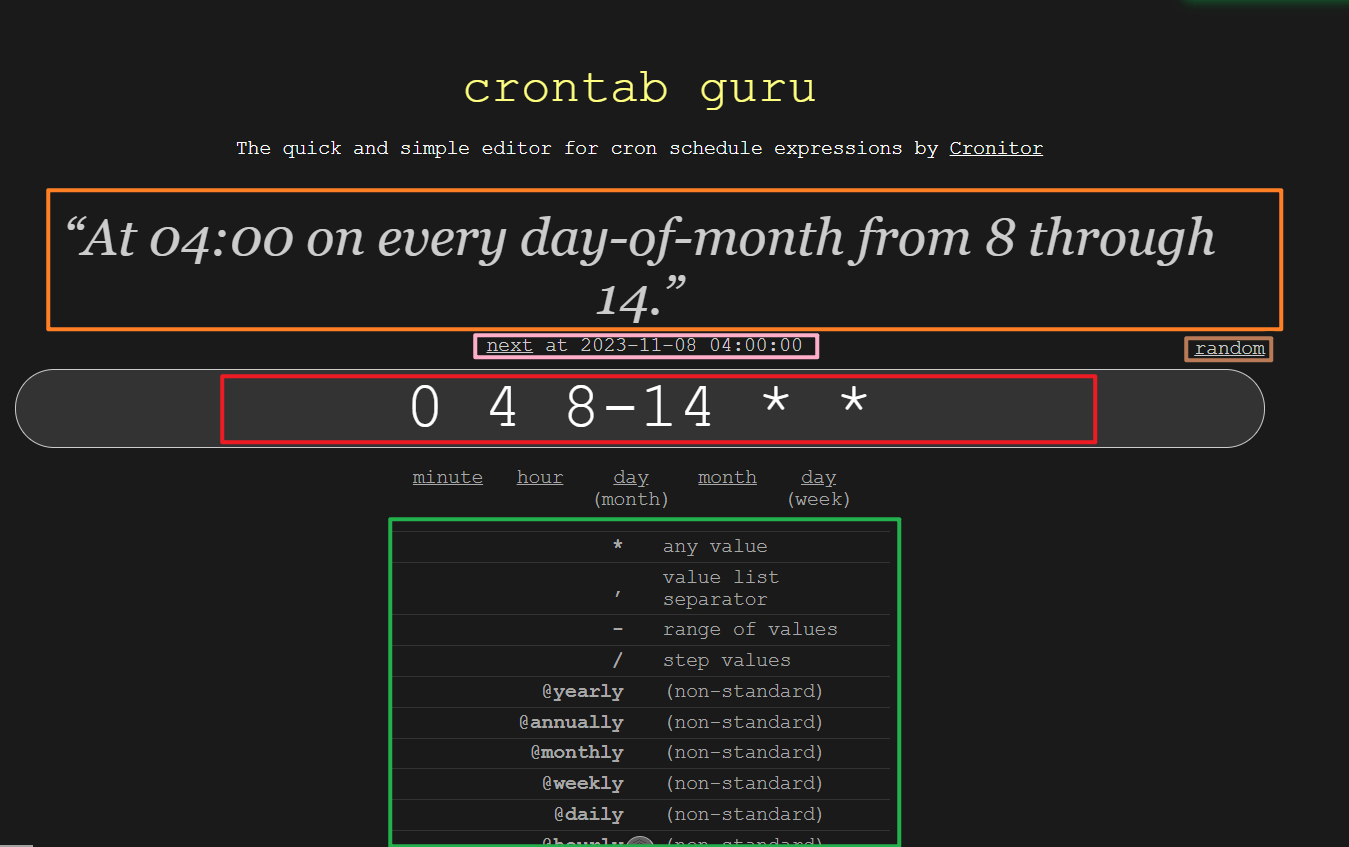 crontab guru
The quick and simple editor for cron schedule expressions by Cronitor
“At 04:00 on every day-of-month from 8 through
14.”
next at 2023-11-08 04:00:00
random
0 4 8-14 * *
minute hour day month day
(month) (week)
* any value
, value list
separator
- range of values
/ step values
@yearly (non-standard)
@annually (non-standard)
@monthly (non-standard)
@weekly (non-standard)
@daily (non-standard)
@hourly (non-standard)